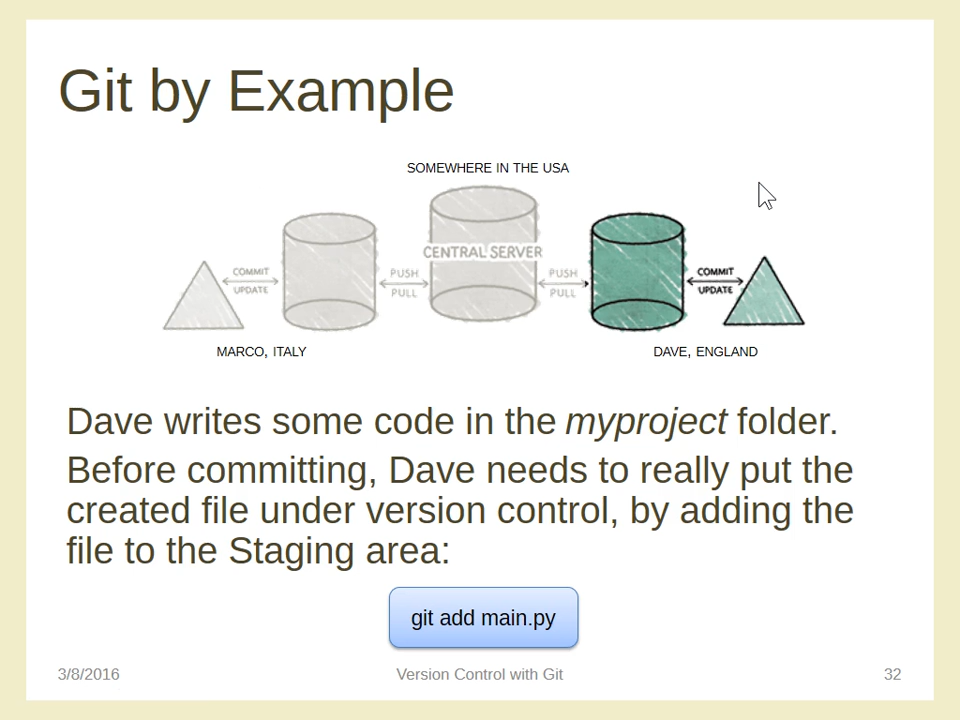 Git by Example
SOMEWHERE IN THE USA
CENTRAL SERVER
COMMIT
UPDATE
PUSH
PULL
PUSH
PULL
COMMIT
UPDATE
MARCO, ITALY
DAVE, ENGLAND
Dave writes some code in the myproject folder.
Before committing, Dave needs to really put the
created file under version control, by adding the
file to the Staging area:
git add main.py
3/8/2016
Version Control with Git
32